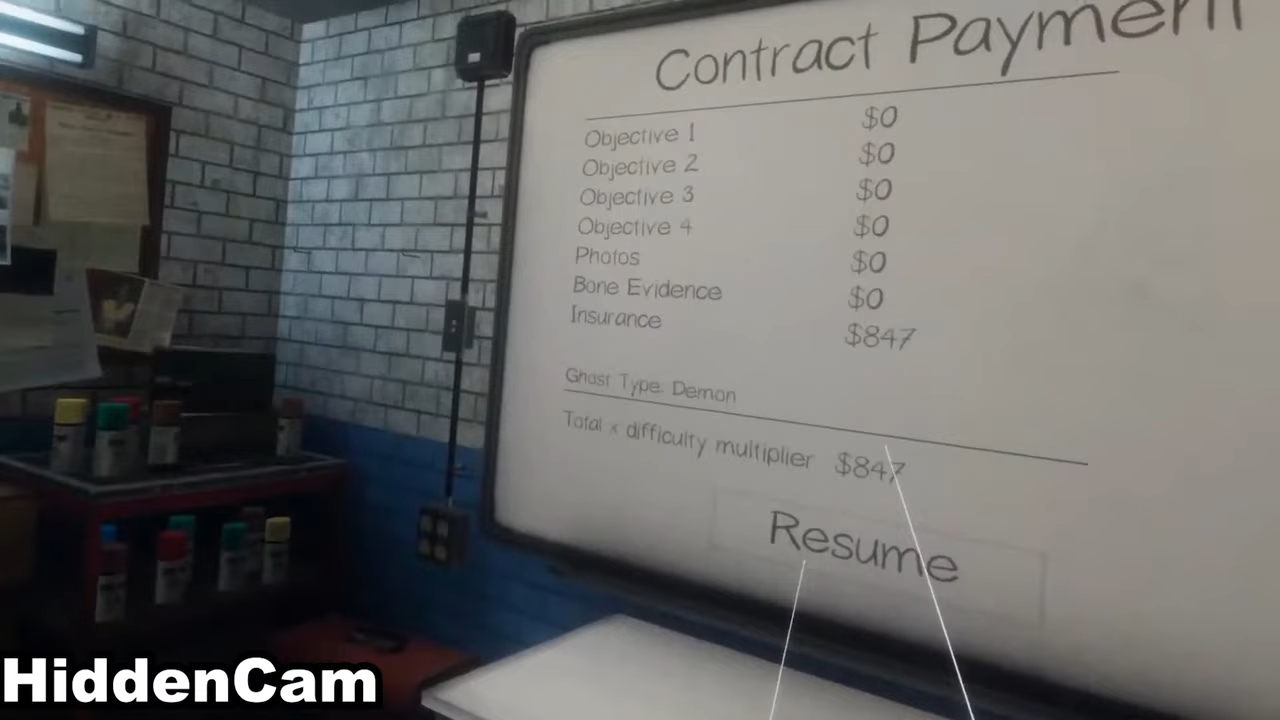 Contract Payment
Objective 1 $0
Objective 2 $0
Objective 3 $0
Objective 4 $0
Photos $0
Bone Evidence $0
Insurance $847
Ghost Type: Demon
Total x difficulty multiplier $847
Resume
HiddenCam